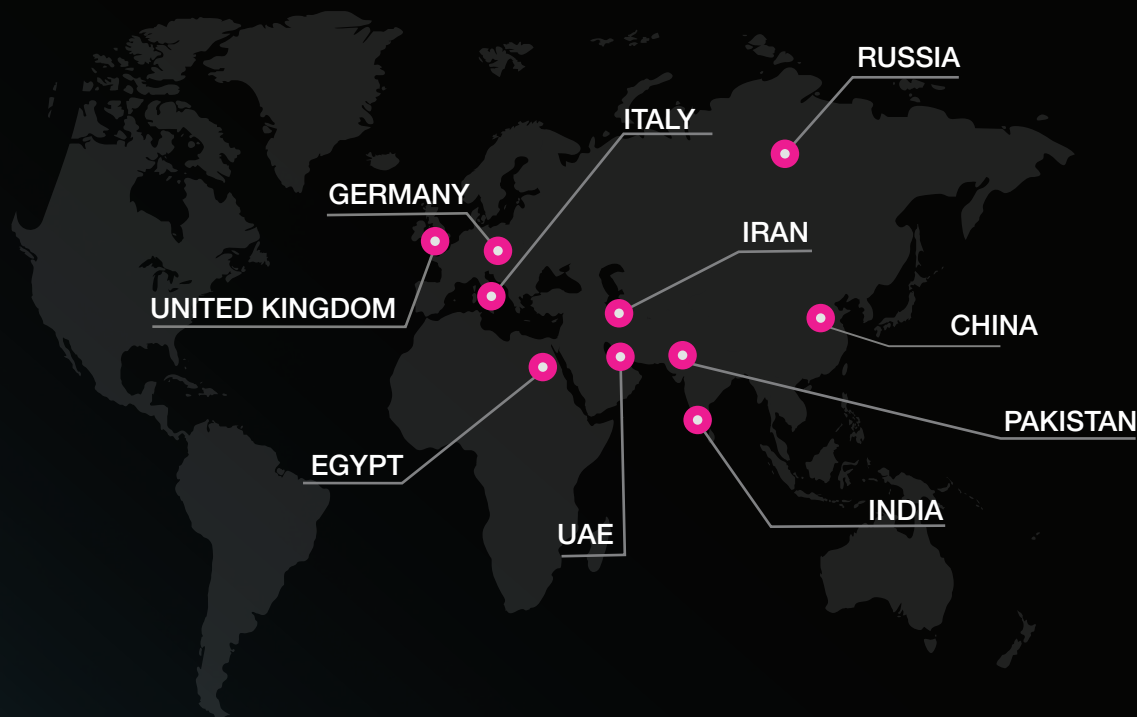 RUSSIA
ITALY
GERMANY
IRAN
UNITED KINGDOM
CHINA
PAKISTAN
EGYPT
INDIA
UAE